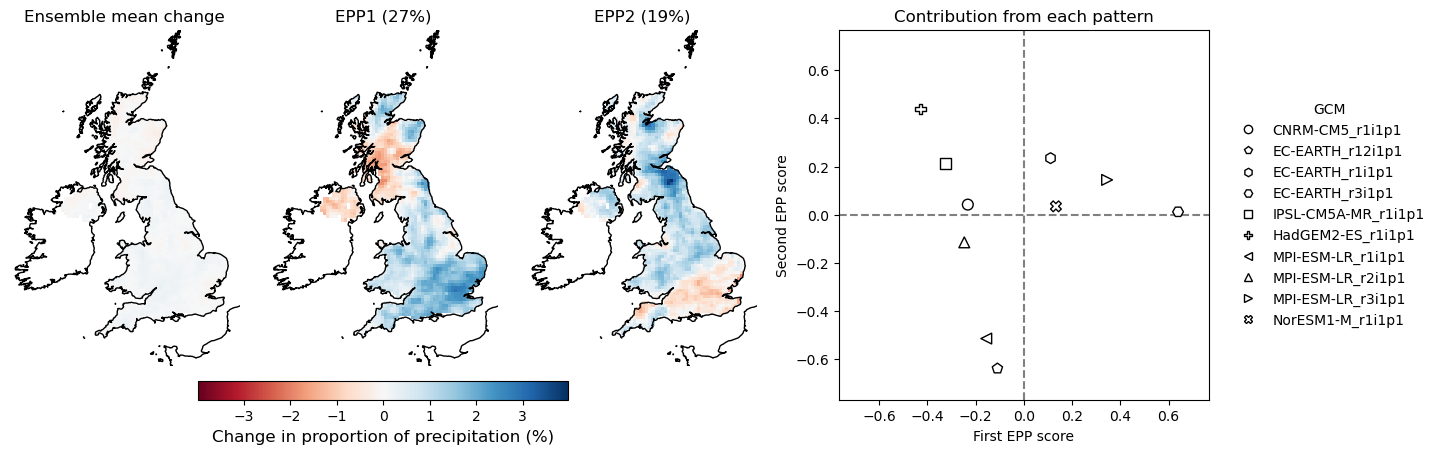 Ensemble mean change
EPP1 (27%)
EPP2 (19%)
−3 −2 −1 0 1 2 3
Change in proportion of precipitation (%)
Contribution from each pattern
Second EPP score
0.6
0.4
0.2
0.0
−0.2
−0.4
−0.6
−0.6 −0.4 −0.2 0.0 0.2 0.4 0.6
First EPP score
GCM
CNRM-CM5_r1i1p1
EC-EARTH_r12i1p1
EC-EARTH_r1i1p1
EC-EARTH_r3i1p1
IPSL-CM5A-MR_r1i1p1
HadGEM2-ES_r1i1p1
MPI-ESM-LR_r1i1p1
MPI-ESM-LR_r2i1p1
MPI-ESM-LR_r3i1p1
NorESM1-M_r1i1p1